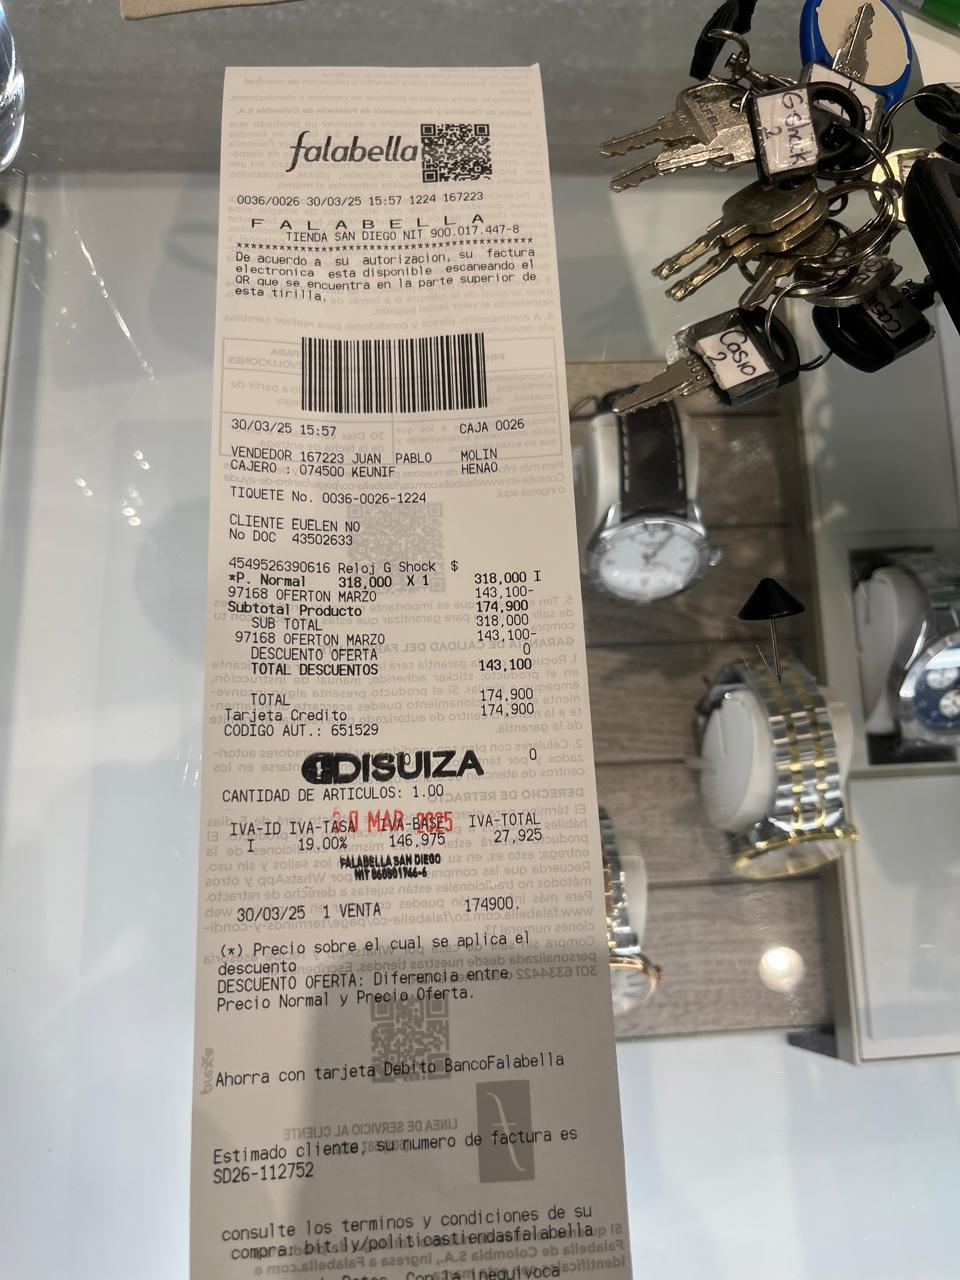 falabella
0036/0026 30/03/25 15:57 1224 167223
F A L A B E L L A
TIENDA SAN DIEGO NIT 900.017.447-8
****************************************
De acuerdo a su autorizacion, su factura
electronica esta disponible escaneando el
QR que se encuentra en la parte superior de
esta tirilla.
30/03/25 15:57 CAJA 0026
VENDEDOR 167223 JUAN PABLO MOLIN
CAJERO : 074500 KEUNIF HENAO
TIQUETE No. 0036-0026-1224
CLIENTE EUELEN NO
No DOC 43502633
4549526390616 Reloj G Shock $
*P. Normal 318,000 X 1 318,000 I
97168 OFERTON MARZO 143,100-
Subtotal Producto 174,900
SUB TOTAL 318,000
97168 OFERTON MARZO 143,100-
DESCUENTO OFERTA 0
TOTAL DESCUENTOS 143,100
TOTAL 174,900
Tarjeta Credito 174,900
CODIGO AUT.: 651529
0
DISUIZA
CANTIDAD DE ARTICULOS: 1.00
IVA-ID IVA-TASA IVA-BASE IVA-TOTAL
I 19.00% 146,975 27,925
MAR 2025
FALABELLA SAN DIEGO
30/03/25 1 VENTA 174900.
(*) Precio sobre el cual se aplica el
descuento
DESCUENTO OFERTA: Diferencia entre
Precio Normal y Precio Oferta.
Ahorra con tarjeta Debito BancoFalabella
Estimado cliente, su numero de factura es
SD26-112752
consulte los terminos y condiciones de su
compra: bit.ly/politicastiendasfalabella
G-Shock
2
Casio
2